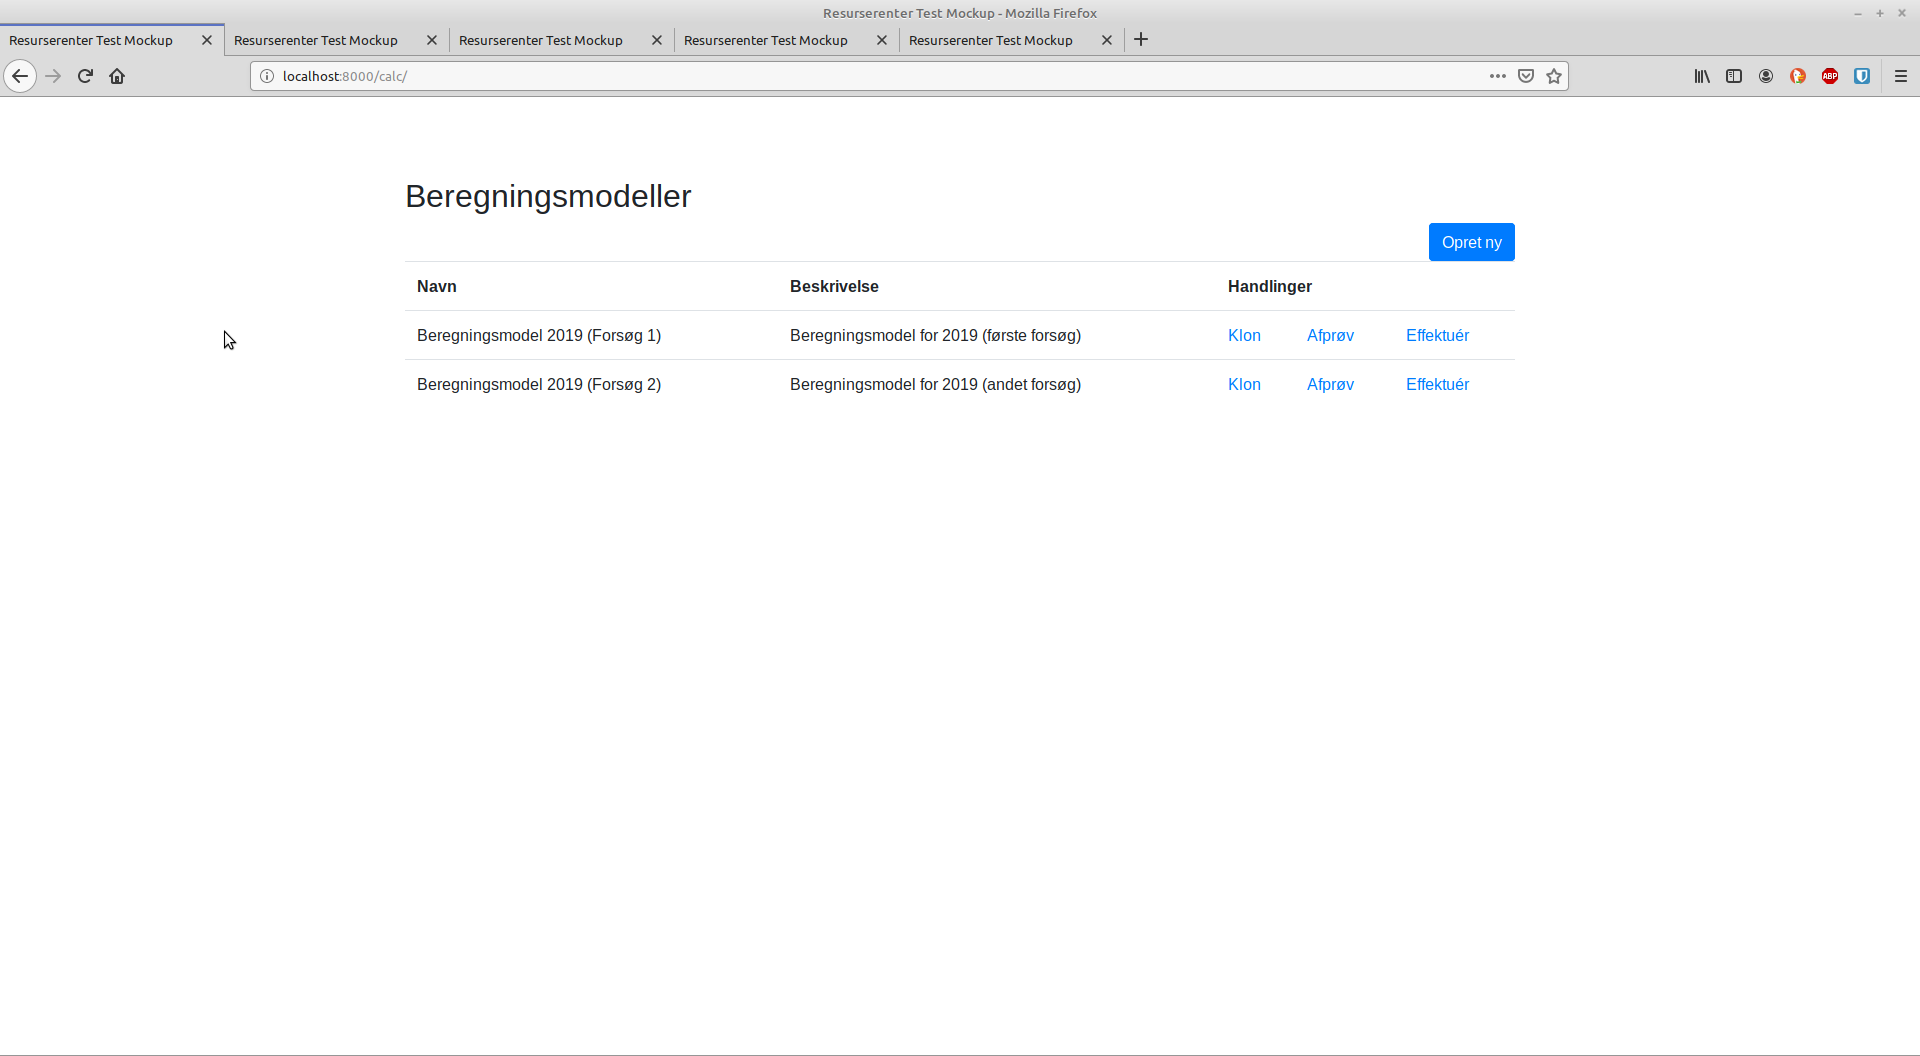 Resurserenter Test Mockup - Mozilla Firefox
Resurserenter Test Mockup Resurserenter Test Mockup Resurserenter Test Mockup Resurserenter Test Mockup Resurserenter Test Mockup
localhost:8000/calc/
ABP
Beregningsmodeller
Opret ny
Navn Beskrivelse Handlinger
Beregningsmodel 2019 (Forsøg 1) Beregningsmodel for 2019 (første forsøg) Klon Afprøv Effektuér
Beregningsmodel 2019 (Forsøg 2) Beregningsmodel for 2019 (andet forsøg) Klon Afprøv Effektuér